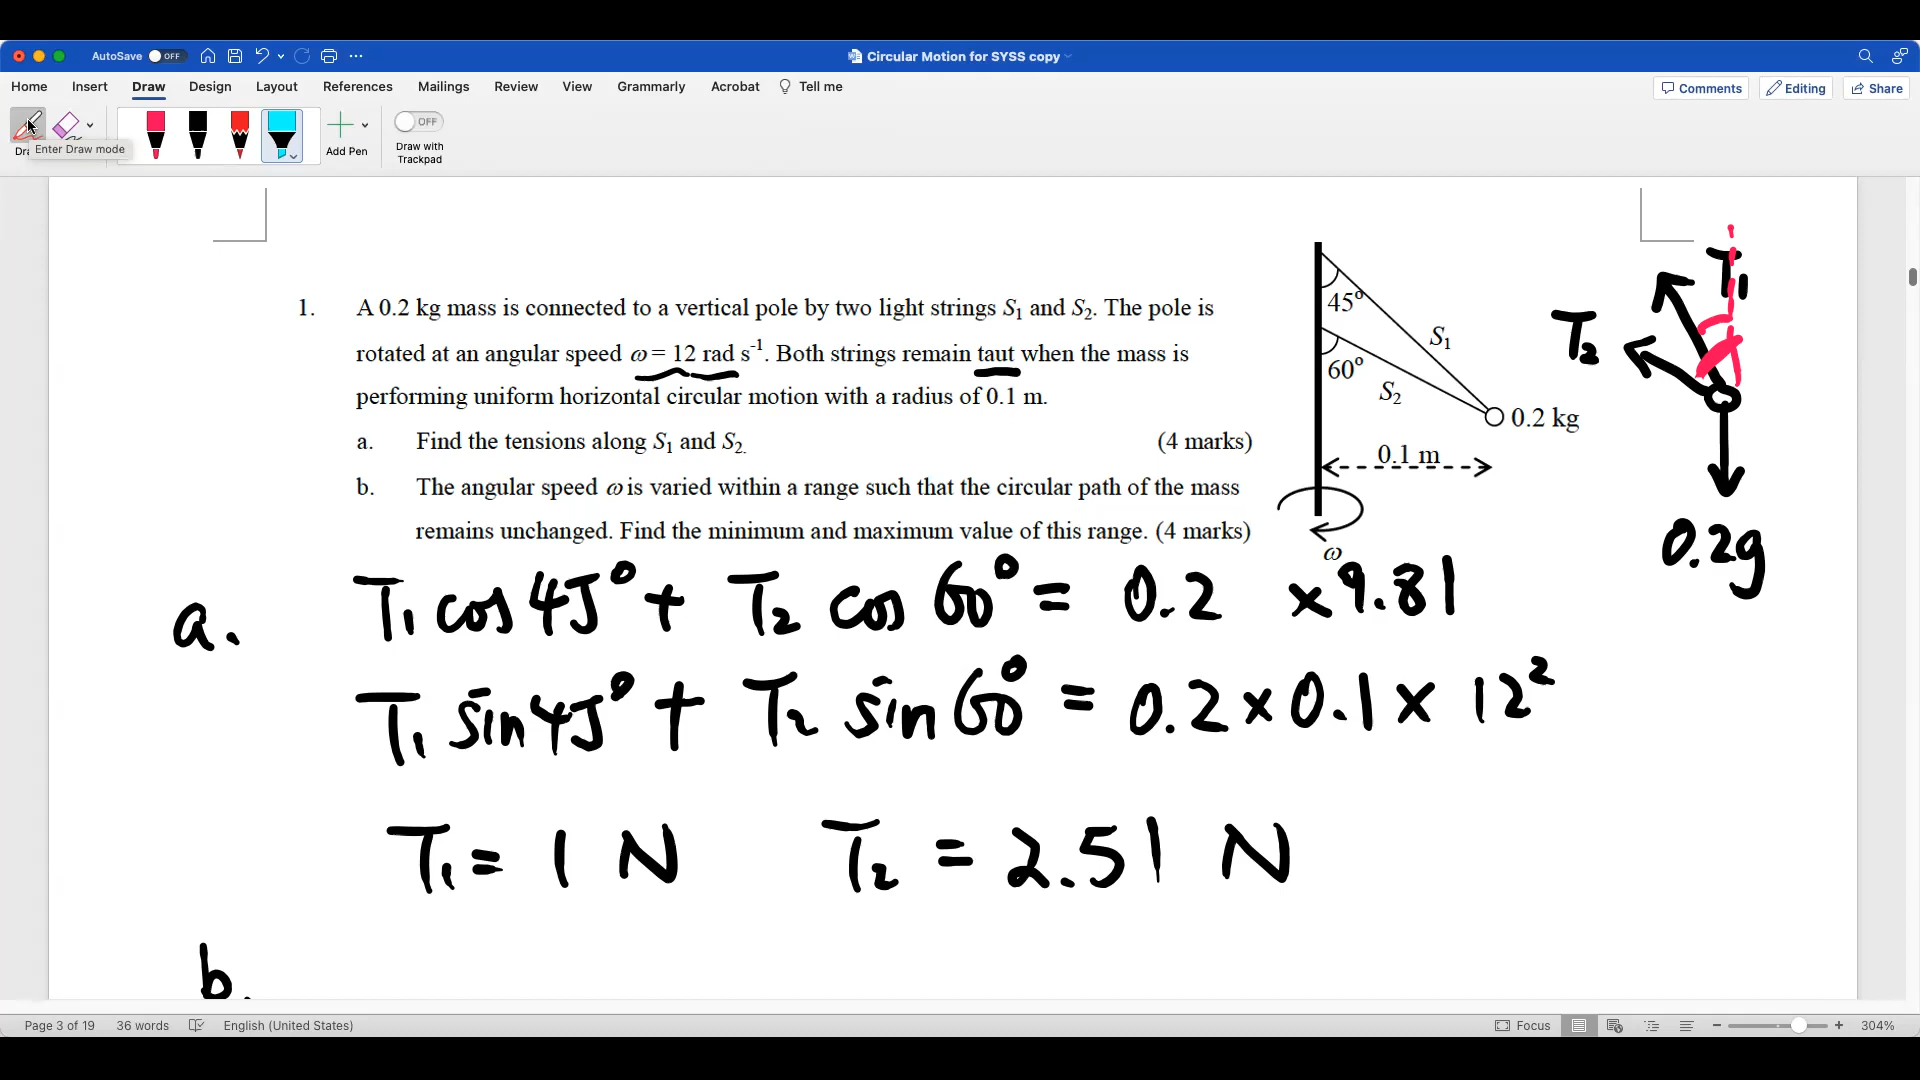 AutoSave OFF
Circular Motion for SYSS copy
Home Insert Draw Design Layout References Mailings Review View Grammarly Acrobat Tell me
Comments Editing Share
OFF
Enter Draw mode
Add Pen
Draw with
Trackpad
1. A 0.2 kg mass is connected to a vertical pole by two light strings S₁ and S₂. The pole is
rotated at an angular speed ω = 12 rad s⁻¹. Both strings remain taut when the mass is
performing uniform horizontal circular motion with a radius of 0.1 m.
a. Find the tensions along S₁ and S₂. (4 marks)
b. The angular speed ω is varied within a range such that the circular path of the mass
remains unchanged. Find the minimum and maximum value of this range. (4 marks)
45º
S₁
60º
S₂
0.2 kg
0.1 m
ω
T₁
T₂
0.2g
a. T₁ cos 45° + T₂ cos 60° = 0.2 × 9.81
T₁ sin 45° + T₂ sin 60° = 0.2 × 0.1 × 12²
T₁ = 1 N T₂ = 2.51 N
b.
Page 3 of 19 36 words English (United States) Focus 304%